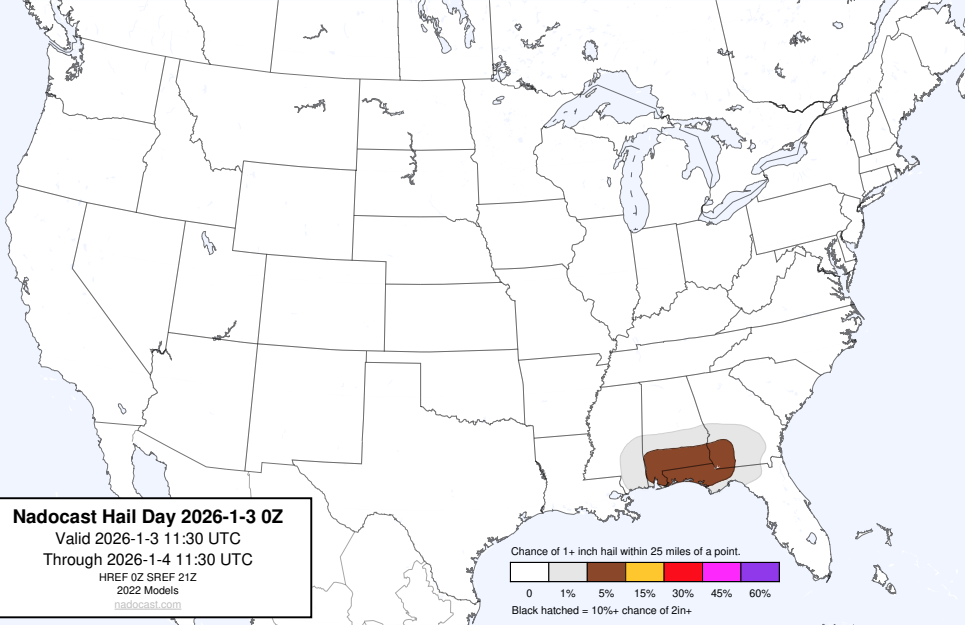 Nadocast Hail Day 2026-1-3 0Z
Valid 2026-1-3 11:30 UTC
Through 2026-1-4 11:30 UTC
HREF 0Z SREF 21Z
2022 Models
nadocast.com
Chance of 1+ inch hail within 25 miles of a point.
0 1% 5% 15% 30% 45% 60%
Black hatched = 10%+ chance of 2in+